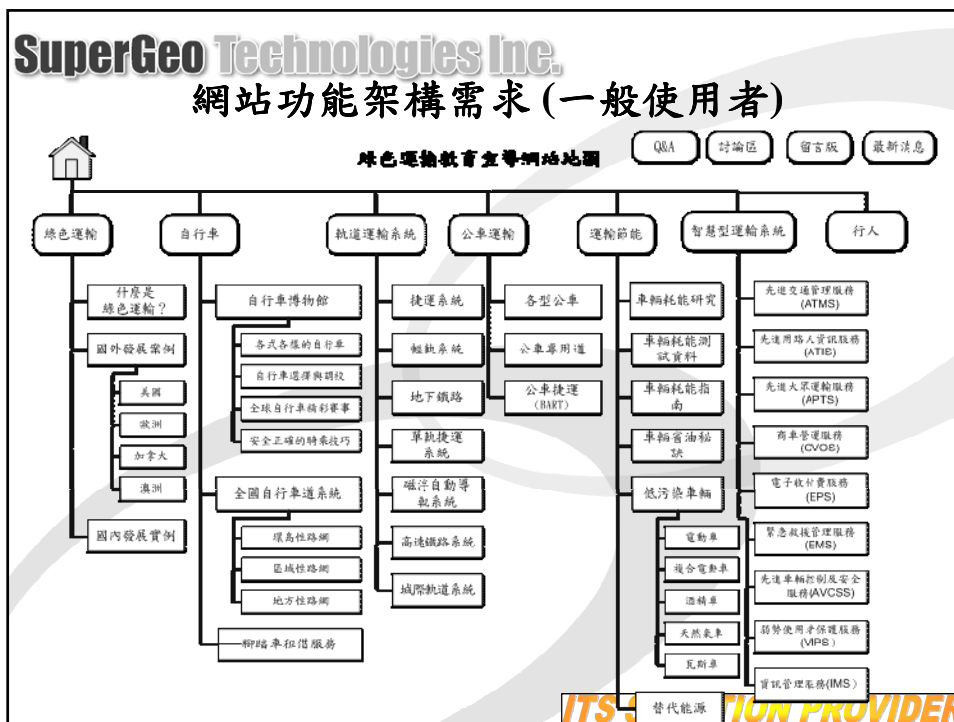 SuperGeo Technologies Inc.
網站功能架構需求(一般使用者)
綠色運輸教育宣導網站地圖
Q&A
討論區
留言版
最新消息
綠色運輸
自行車
軌道運輸系統
公車運輸
運輸節能
智慧型運輸系統
行人
什麼是
綠色運輸？
國外發展案例
美國
歐洲
加拿大
澳洲
國內發展實例
自行車博物館
各式各樣的自行車
自行車選擇與調校
全球自行車精彩賽事
安全正確的騎乘技巧
全國自行車道系統
環島性路網
區域性路網
地方性路網
腳踏車租借服務
捷運系統
輕軌系統
地下鐵路
單軌捷運
系統
磁浮自動導
軌系統
高速鐵路系統
城際軌道系統
各型公車
公車專用道
公車捷運
(BART)
車輛耗能研究
車輛耗能測
試資料
車輛耗能指
南
車輛省油秘
訣
低污染車輛
電動車
複合電動車
酒精車
天然氣車
瓦斯車
替代能源
先進交通管理服務
(ATMS)
先進用路人資訊服務
(ATIS)
先進大眾運輸服務
(APTS)
商車營運服務
(CVOS)
電子收付費服務
(EPS)
緊急救援管理服務
(EMS)
先進車輛控制及安全
服務(AVCSS)
弱勢使用者保護服務
(VIPS)
資訊管理服務(IMS)
ITS S TION PROVIDER